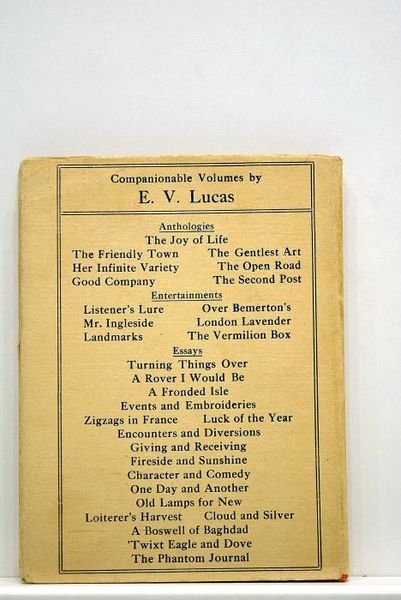 Companionable Volumes by
E. V. Lucas
Anthologies
The Joy of Life
The Friendly Town The Gentlest Art
Her Infinite Variety The Open Road
Good Company The Second Post
Entertainments
Listener's Lure Over Bemerton's
Mr. Ingleside London Lavender
Landmarks The Vermilion Box
Essays
Turning Things Over
A Rover I Would Be
A Fronded Isle
Events and Embroideries
Zigzags in France Luck of the Year
Encounters and Diversions
Giving and Receiving
Fireside and Sunshine
Character and Comedy
One Day and Another
Old Lamps for New
Loiterer's Harvest Cloud and Silver
A Boswell of Baghdad
'Twixt Eagle and Dove
The Phantom Journal